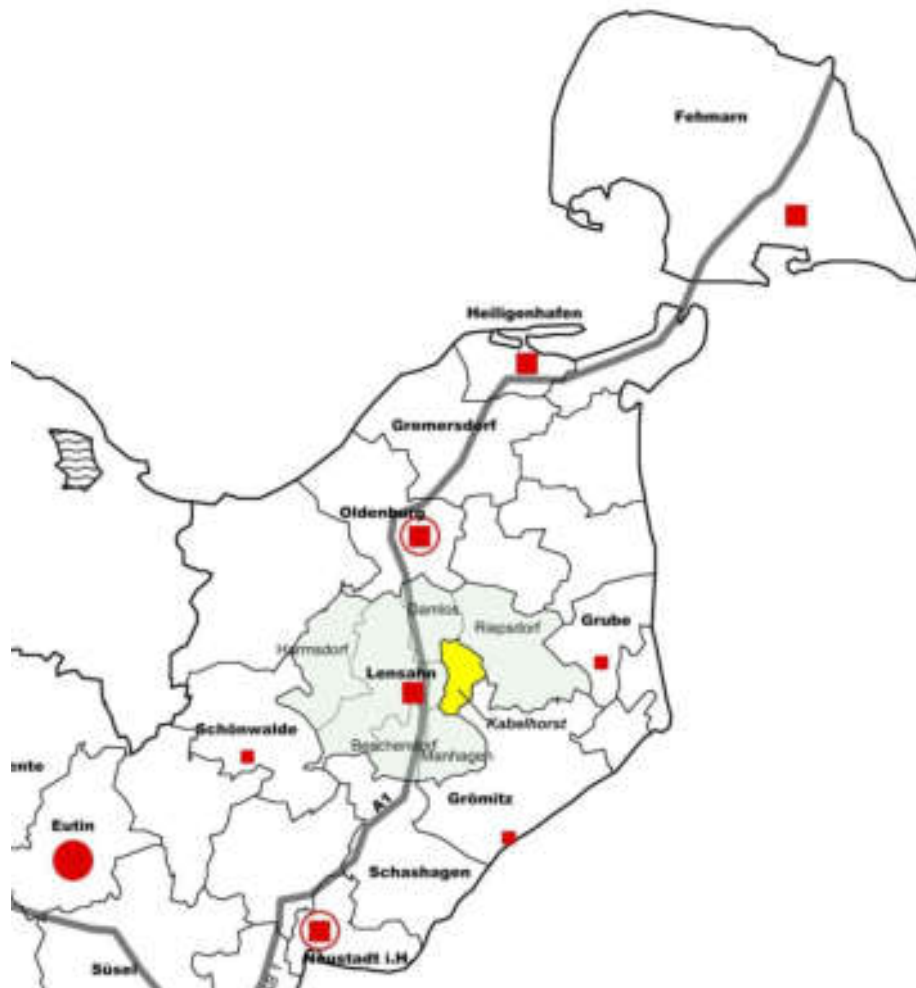 Fehmarn
Heiligenhafen
Gremersdorf
Oldenburg
Damlos
Riepsdorf
Grube
Harmsdorf
Lensahn
Kabelhorst
Schönwalde
Beschendorf
Manhagen
ente
Grömitz
A1
Eutin
Schashagen
Neustadt i.H
Süsel